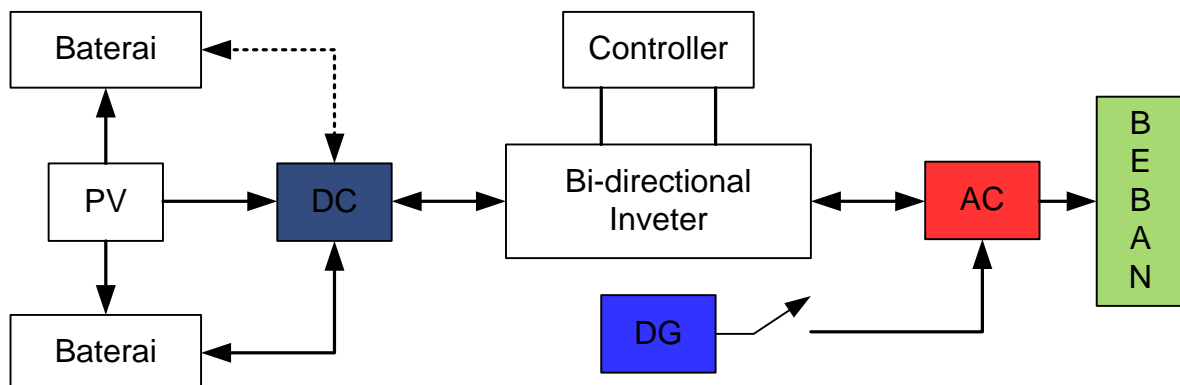 Baterai
Controller
PV
DC
Bi-directional
Inveter
AC
B
E
B
A
N
DG
Baterai